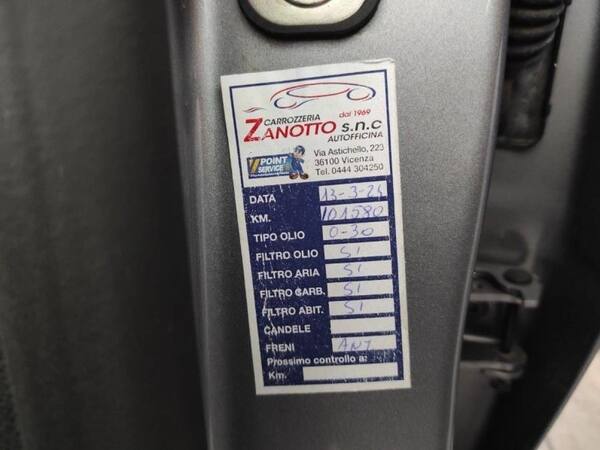 CARROZZERIA dal 1969
ZANOTTO s.n.c
AUTOFFICINA
POINT SERVICE
Via Astichello, 223
36100 Vicenza
Tel. 0444 304250
DATA 13-3-24
KM. 101580
TIPO OLIO 0-30
FILTRO OLIO SI
FILTRO ARIA SI
FILTRO CARB. SI
FILTRO ABIT. SI
CANDELE
FRENI ANT
Prossimo controllo a:
Km.